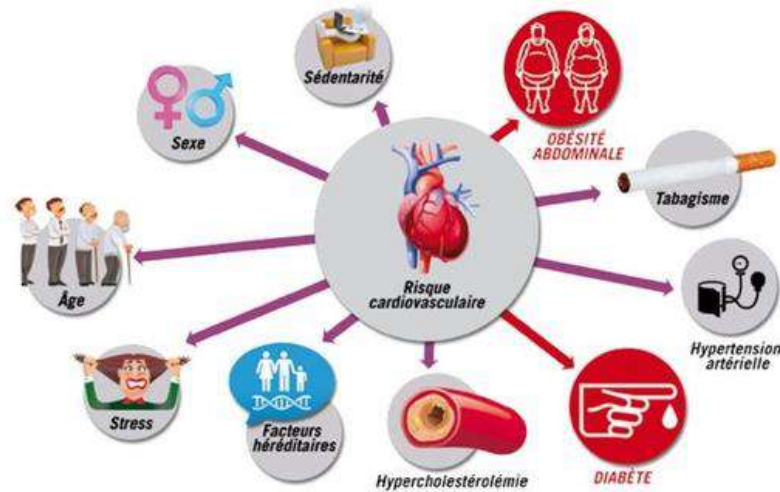 Sédentarité
OBÉSITÉ
ABDOMINALE
Sexe
Tabagisme
Âge
Risque
cardiovasculaire
Hypertension
artérielle
Stress
Facteurs
héréditaires
Hypercholestérolémie
DIABÈTE